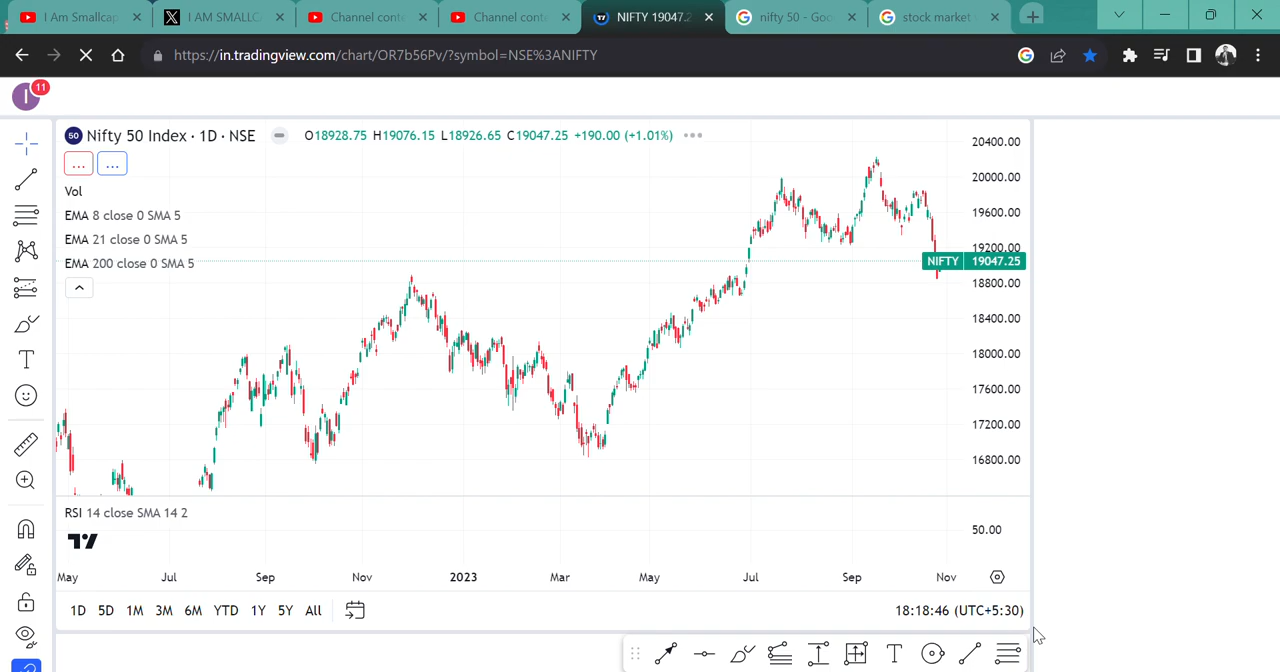 I Am Smallcap
I AM SMALLC
Channel conte
Channel conte
NIFTY 19047.2
nifty 50 - Goo
stock market
https://in.tradingview.com/chart/OR7b56Pv/?symbol=NSE%3ANIFTY
I
11
50 Nifty 50 Index · 1D · NSE
O18928.75 H19076.15 L18926.65 C19047.25 +190.00 (+1.01%)
Vol
EMA 8 close 0 SMA 5
EMA 21 close 0 SMA 5
EMA 200 close 0 SMA 5
20400.00
20000.00
19600.00
19200.00
NIFTY 19047.25
18800.00
18400.00
18000.00
17600.00
17200.00
16800.00
RSI 14 close SMA 14 2
50.00
May Jul Sep Nov 2023 Mar May Jul Sep Nov
1D 5D 1M 3M 6M YTD 1Y 5Y All
18:18:46 (UTC+5:30)